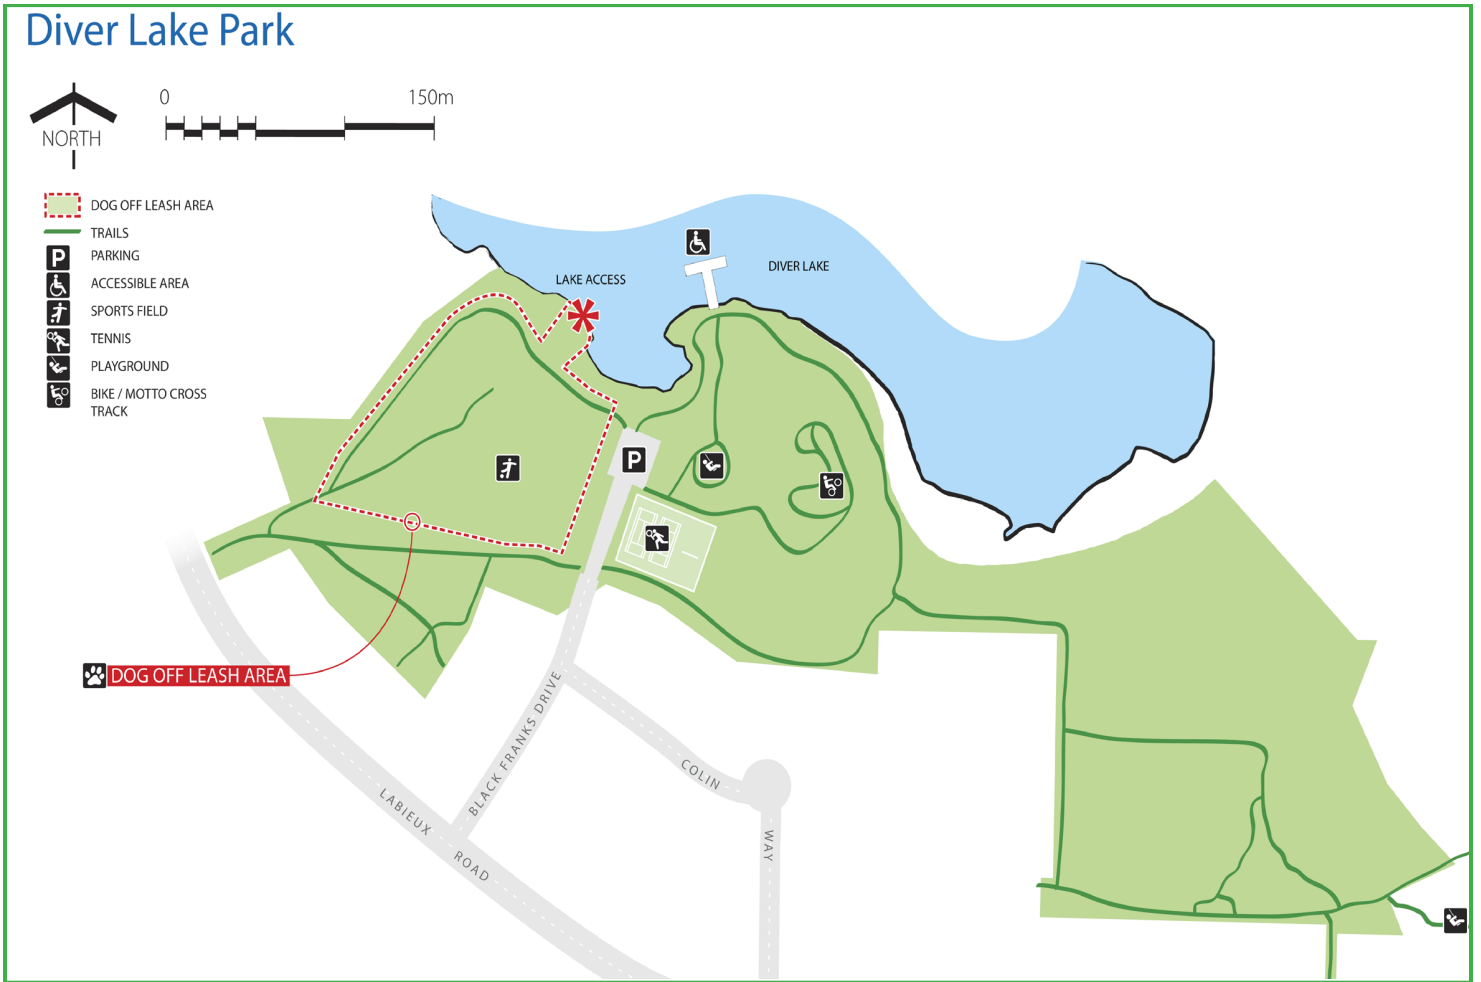 Diver Lake Park
0 150m
NORTH
DOG OFF LEASH AREA
TRAILS
P PARKING
ACCESSIBLE AREA
SPORTS FIELD
TENNIS
PLAYGROUND
BIKE / MOTTO CROSS
TRACK
LAKE ACCESS
DIVER LAKE
P
DOG OFF LEASH AREA
BLACK FRANKS DRIVE
COLIN
WAY
LABIEUX
ROAD